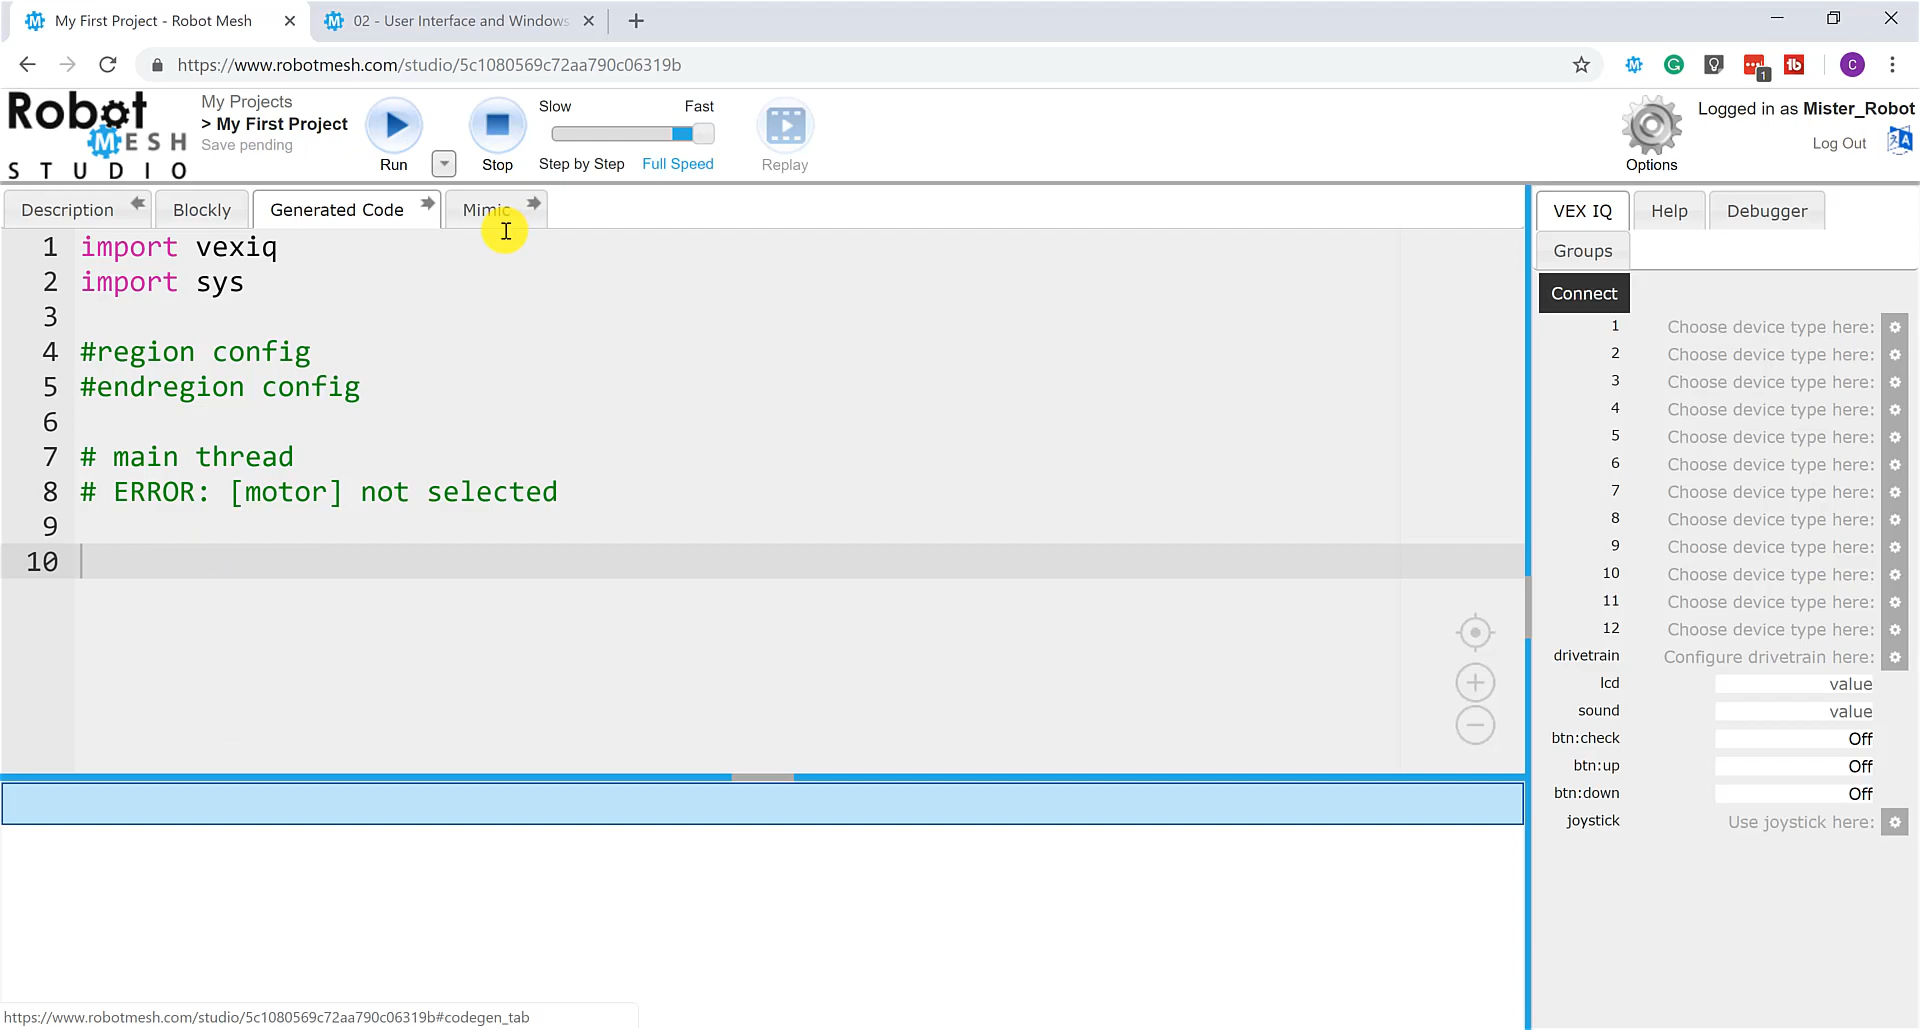 My First Project - Robot Mesh
02 - User Interface and Windows
https://www.robotmesh.com/studio/5c1080569c72aa790c06319b
1
C
Robot
MESH
STUDIO
My Projects
> My First Project
Save pending
Run
Stop
Slow
Fast
Step by Step
Full Speed
Replay
Options
Logged in as Mister_Robot
Log Out
Description
Blockly
Generated Code
Mimic
1 import vexiq
2 import sys
3
4 #region config
5 #endregion config
6
7 # main thread
8 # ERROR: [motor] not selected
9
10
VEX IQ
Help
Debugger
Groups
Connect
1 Choose device type here:
2 Choose device type here:
3 Choose device type here:
4 Choose device type here:
5 Choose device type here:
6 Choose device type here:
7 Choose device type here:
8 Choose device type here:
9 Choose device type here:
10 Choose device type here:
11 Choose device type here:
12 Choose device type here:
drivetrain Configure drivetrain here:
lcd value
sound value
btn:check Off
btn:up Off
btn:down Off
joystick Use joystick here:
https://www.robotmesh.com/studio/5c1080569c72aa790c06319b#codegen_tab